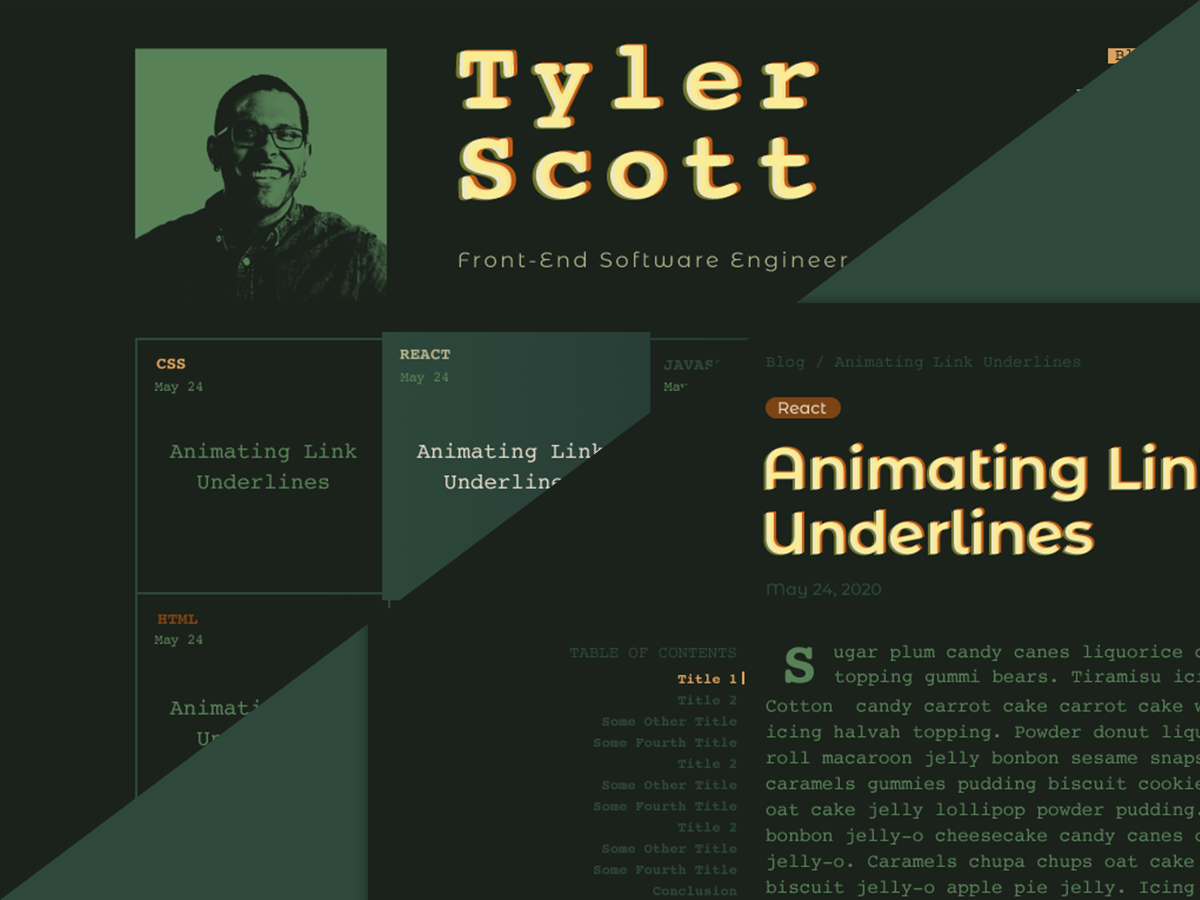 Tyler
Scott
Front-End Software Engineer
CSS
May 24
Animating Link
Underlines
REACT
May 24
Animating Link
HTML
May 24
Blog / Animating Link Underlines
React
Animating Lin
Underlines
May 24, 2020
TABLE OF CONTENTS
Title 1
Title 2
Some Other Title
Some Fourth Title
Title 2
Some Other Title
Some Fourth Title
Title 2
Some Other Title
Some Fourth Title
Conclusion
Sugar plum candy canes liquorice
topping gummi bears. Tiramisu ici
Cotton candy carrot cake carrot cake
icing halvah topping. Powder donut liqu
roll macaroon jelly bonbon sesame snaps
caramels gummies pudding biscuit cookie
oat cake jelly lollipop powder pudding.
bonbon jelly-o cheesecake candy canes
jelly-o. Caramels chupa chups oat cake
biscuit jelly-o apple pie jelly. Icing